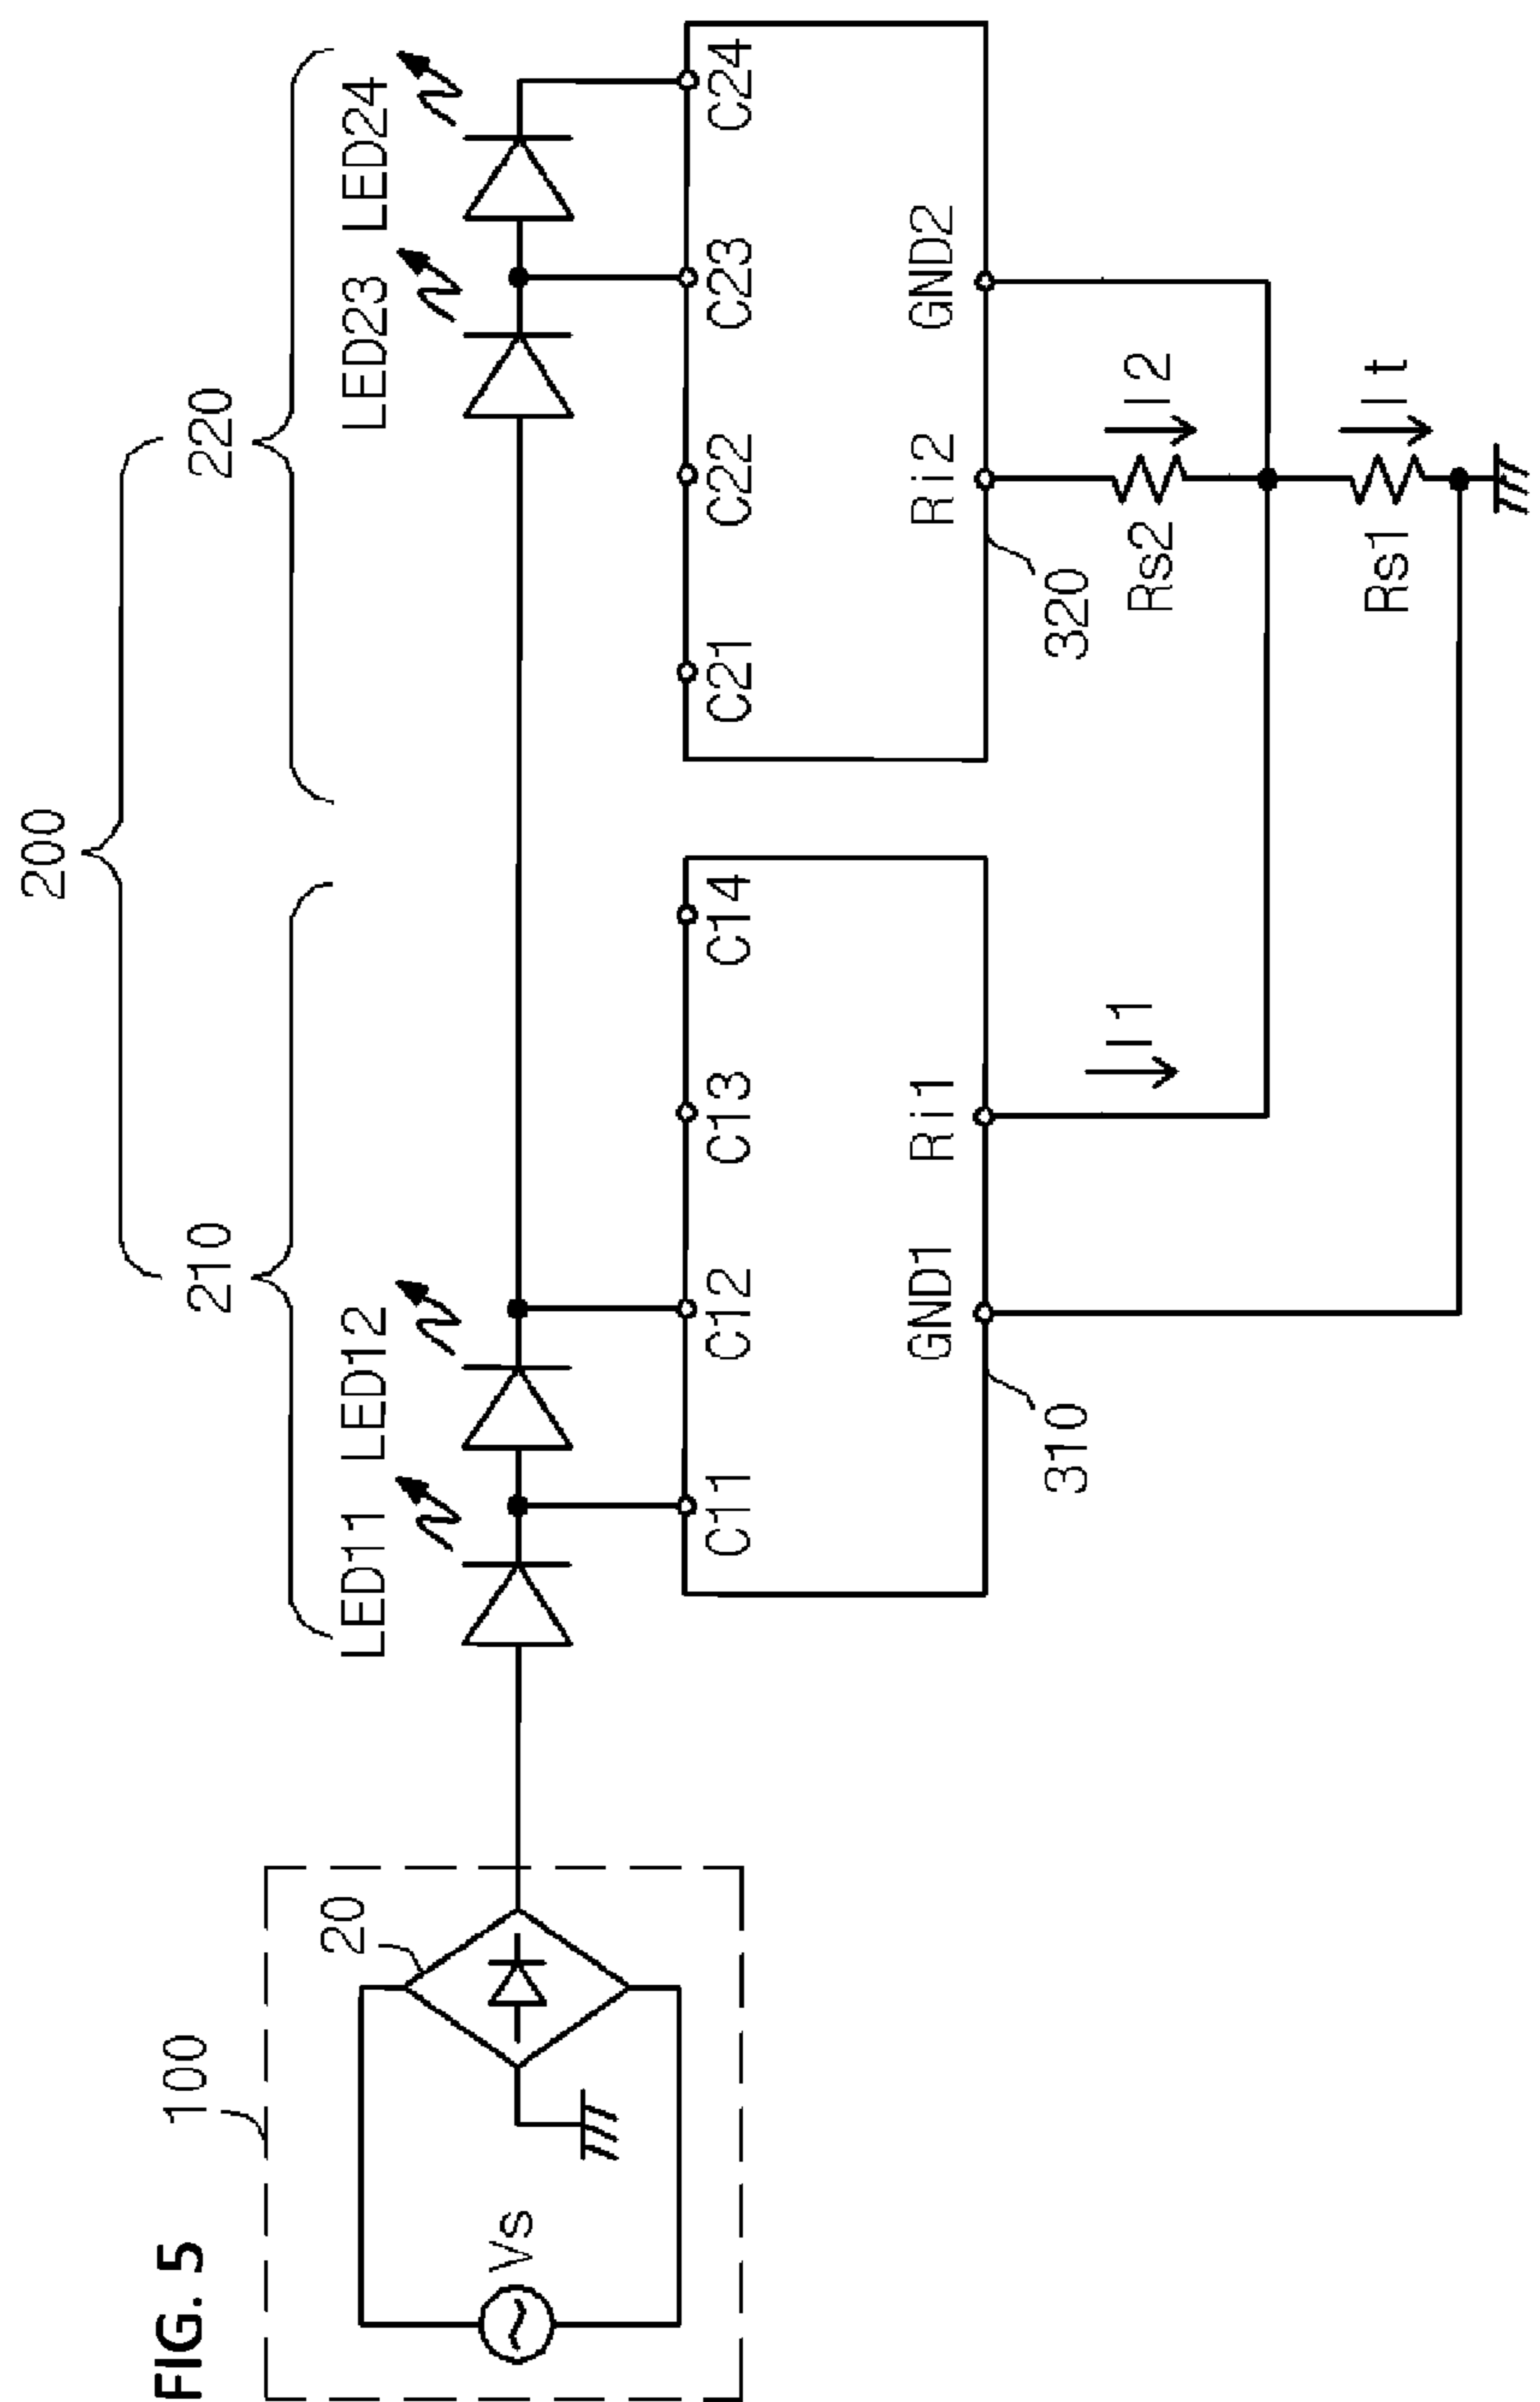 FIG. 5
200
210
220
100
20
Vs
LED11
LED12
LED23
LED24
C11
C12
C13
C14
C21
C22
C23
C24
GND1
Ri1
Ri2
GND2
310
320
I1
Rs2
I2
Rs1
It